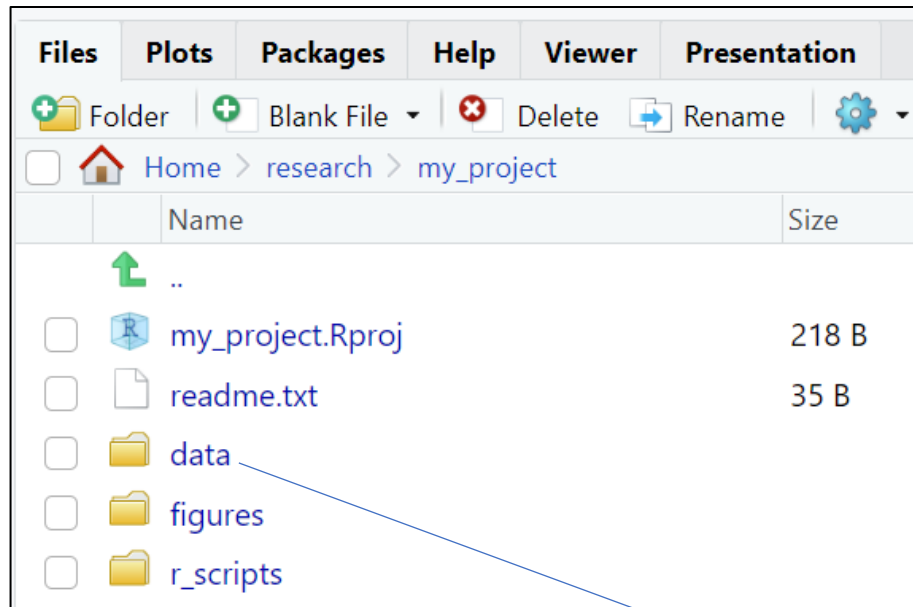 Files Plots Packages Help Viewer Presentation
Folder Blank File Delete Rename
Home > research > my_project
Name Size
..
R my_project.Rproj 218 B
readme.txt 35 B
data
figures
r_scripts